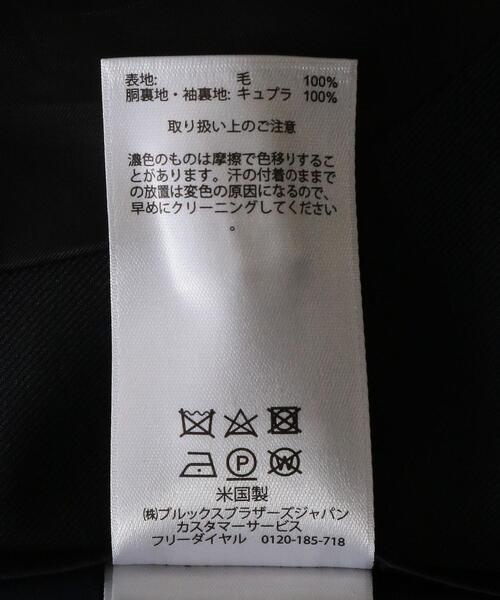 表地: 毛 100%
胴裏地・袖裏地: キュプラ 100%
取り扱い上のご注意
濃色のものは摩擦で色移りするこ
とがあります。汗の付着のままで
の放置は変色の原因になるので、
早めにクリーニングしてください
。
P W
米国製
㈱ブルックスブラザーズジャパン
カスタマーサービス
フリーダイヤル 0120-185-718